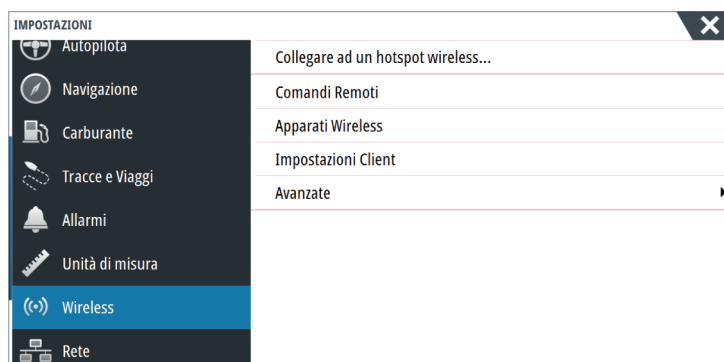 IMPOSTAZIONI
Autopilota
Navigazione
Carburante
Tracce e Viaggi
Allarmi
Unità di misura
Wireless
Rete
Collegare ad un hotspot wireless...
Comandi Remoti
Apparati Wireless
Impostazioni Client
Avanzate